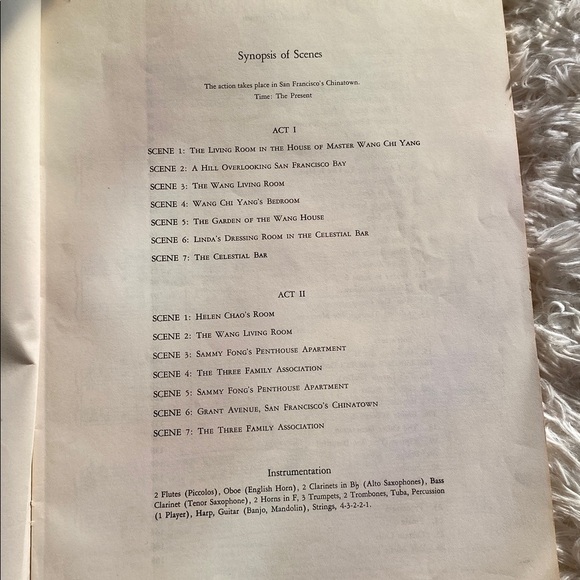 Synopsis of Scenes
The action takes place in San Francisco's Chinatown.
Time: The Present
ACT I
SCENE 1: The Living Room in the House of Master Wang Chi Yang
SCENE 2: A Hill Overlooking San Francisco Bay
SCENE 3: The Wang Living Room
SCENE 4: Wang Chi Yang's Bedroom
SCENE 5: The Garden of the Wang House
SCENE 6: Linda's Dressing Room in the Celestial Bar
SCENE 7: The Celestial Bar
ACT II
SCENE 1: Helen Chao's Room
SCENE 2: The Wang Living Room
SCENE 3: Sammy Fong's Penthouse Apartment
SCENE 4: The Three Family Association
SCENE 5: Sammy Fong's Penthouse Apartment
SCENE 6: Grant Avenue, San Francisco's Chinatown
SCENE 7: The Three Family Association
Instrumentation
2 Flutes (Piccolos), Oboe (English Horn), 2 Clarinets in B♭ (Alto Saxophones), Bass
Clarinet (Tenor Saxophone), 2 Horns in F, 3 Trumpets, 2 Trombones, Tuba, Percussion
(1 Player), Harp, Guitar (Banjo, Mandolin), Strings, 4-3-2-2-1.